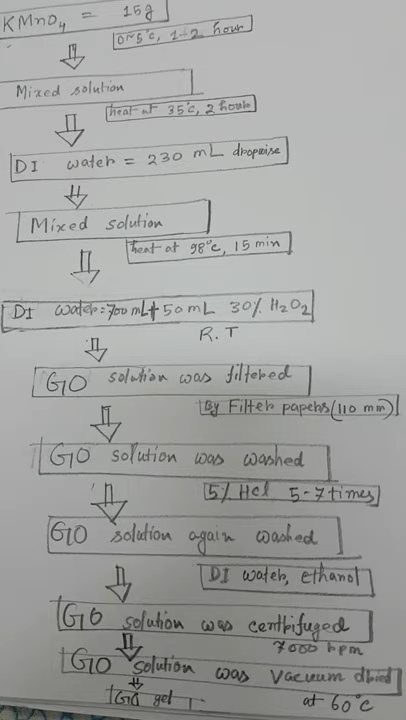 KMnO4 = 15g
0~5°C, 1-2 hour
Mixed solution
heat at 35°C, 2 hour
DI water = 230 mL dropwise
Mixed solution
heat at 98°C, 15 min
DI water=700 mL+50 mL 30% H2O2
R.T
GO solution was filtered
By Filter papers (110 mm)
GO solution was washed
5% Hcl 5-7 times
GO solution again washed
DI water, ethanol
GO solution was centrifuged
7000 rpm
GO solution was vacuum dried
at 60°C
GO gel